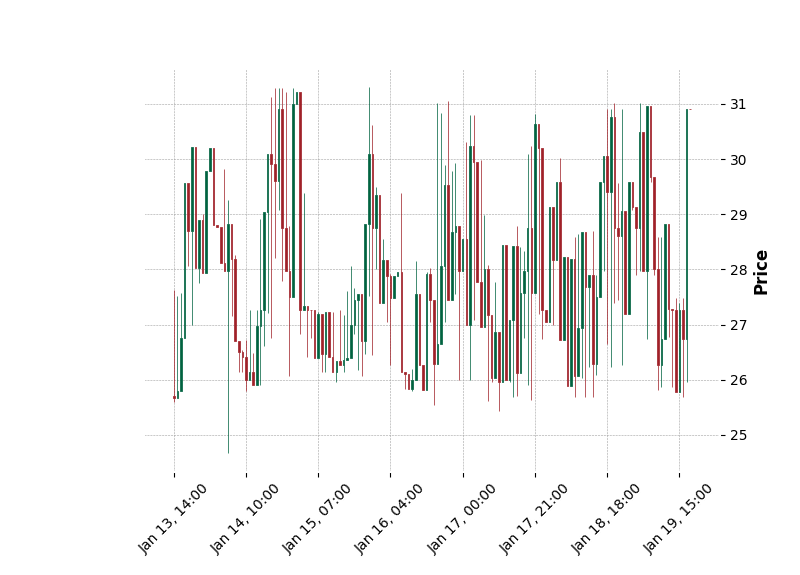 31
30
29
28
27
26
25
Price
Jan 13, 14:00
Jan 14, 10:00
Jan 15, 07:00
Jan 16, 04:00
Jan 17, 00:00
Jan 17, 21:00
Jan 18, 18:00
Jan 19, 15:00